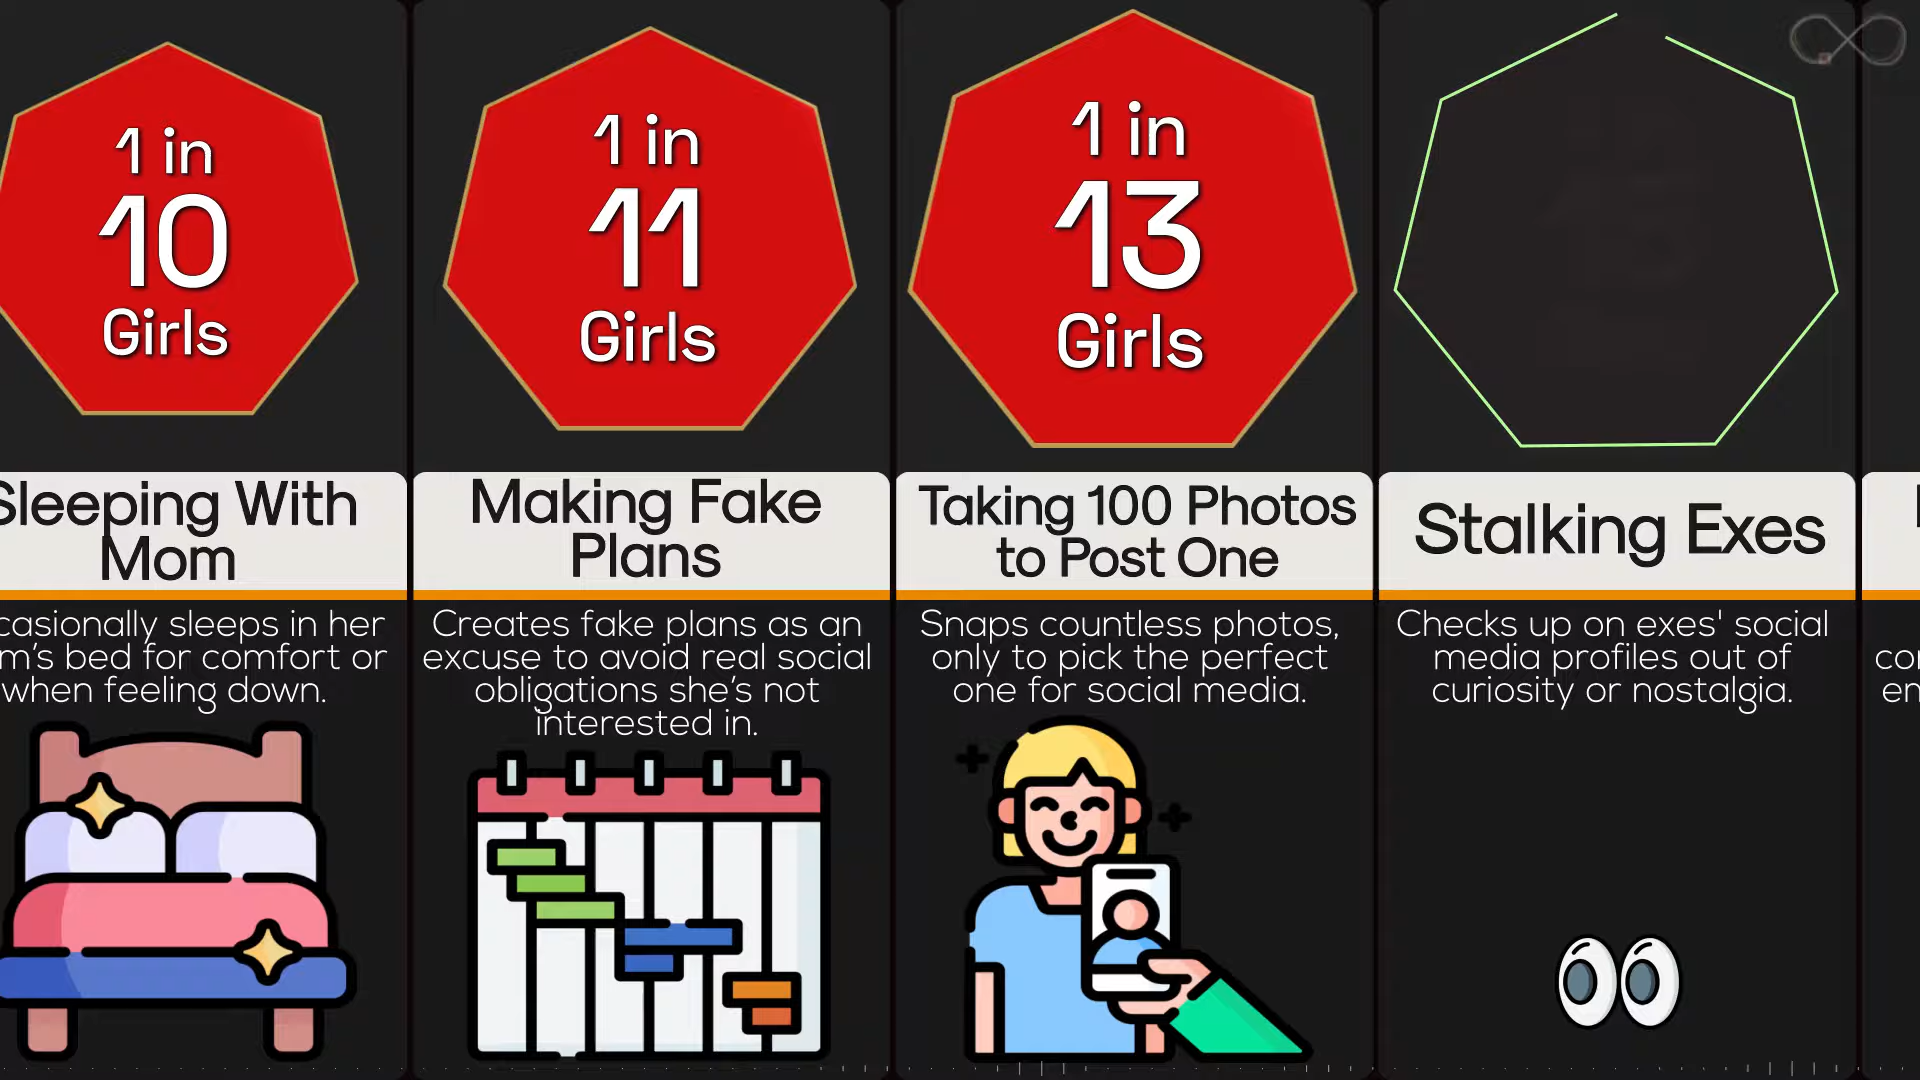 1 in
10
Girls
Sleeping With
Mom
casionally sleeps in her
m's bed for comfort or
when feeling down.
1 in
11
Girls
Making Fake
Plans
Creates fake plans as an
excuse to avoid real social
obligations she's not
interested in.
1 in
13
Girls
Taking 100 Photos
to Post One
Snaps countless photos,
only to pick the perfect
one for social media.
Stalking Exes
Checks up on exes' social
media profiles out of
curiosity or nostalgia.